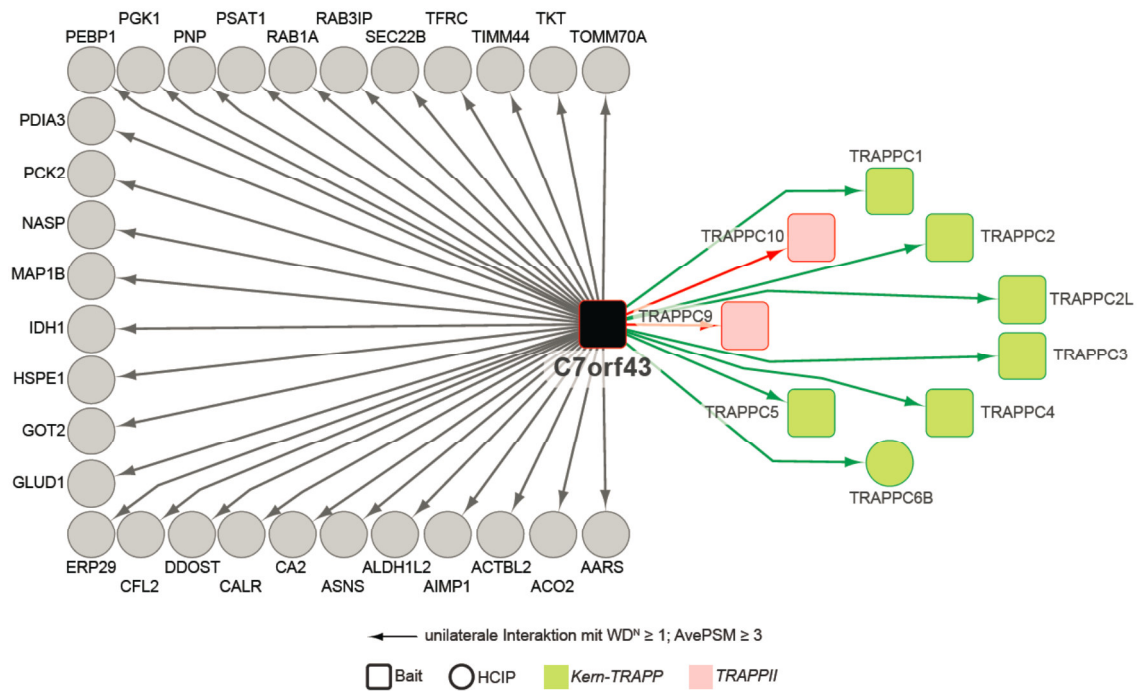 PGK1 PSAT1 RAB3IP TFRC TKT
PEBP1 PNP RAB1A SEC22B TIMM44 TOMM70A
PDIA3
PCK2
NASP
MAP1B
IDH1
HSPE1
GOT2
GLUD1
ERP29 DDOST CA2 ALDH1L2 ACTBL2 AARS
CFL2 CALR ASNS AIMP1 ACO2
C7orf43
TRAPPC1
TRAPPC10
TRAPPC2
TRAPPC2L
TRAPPC9
TRAPPC3
TRAPPC5
TRAPPC4
TRAPPC6B
unilaterale Interaktion mit WDᴺ ≥ 1; AvePSM ≥ 3
Bait HCIP Kern-TRAPP TRAPPII